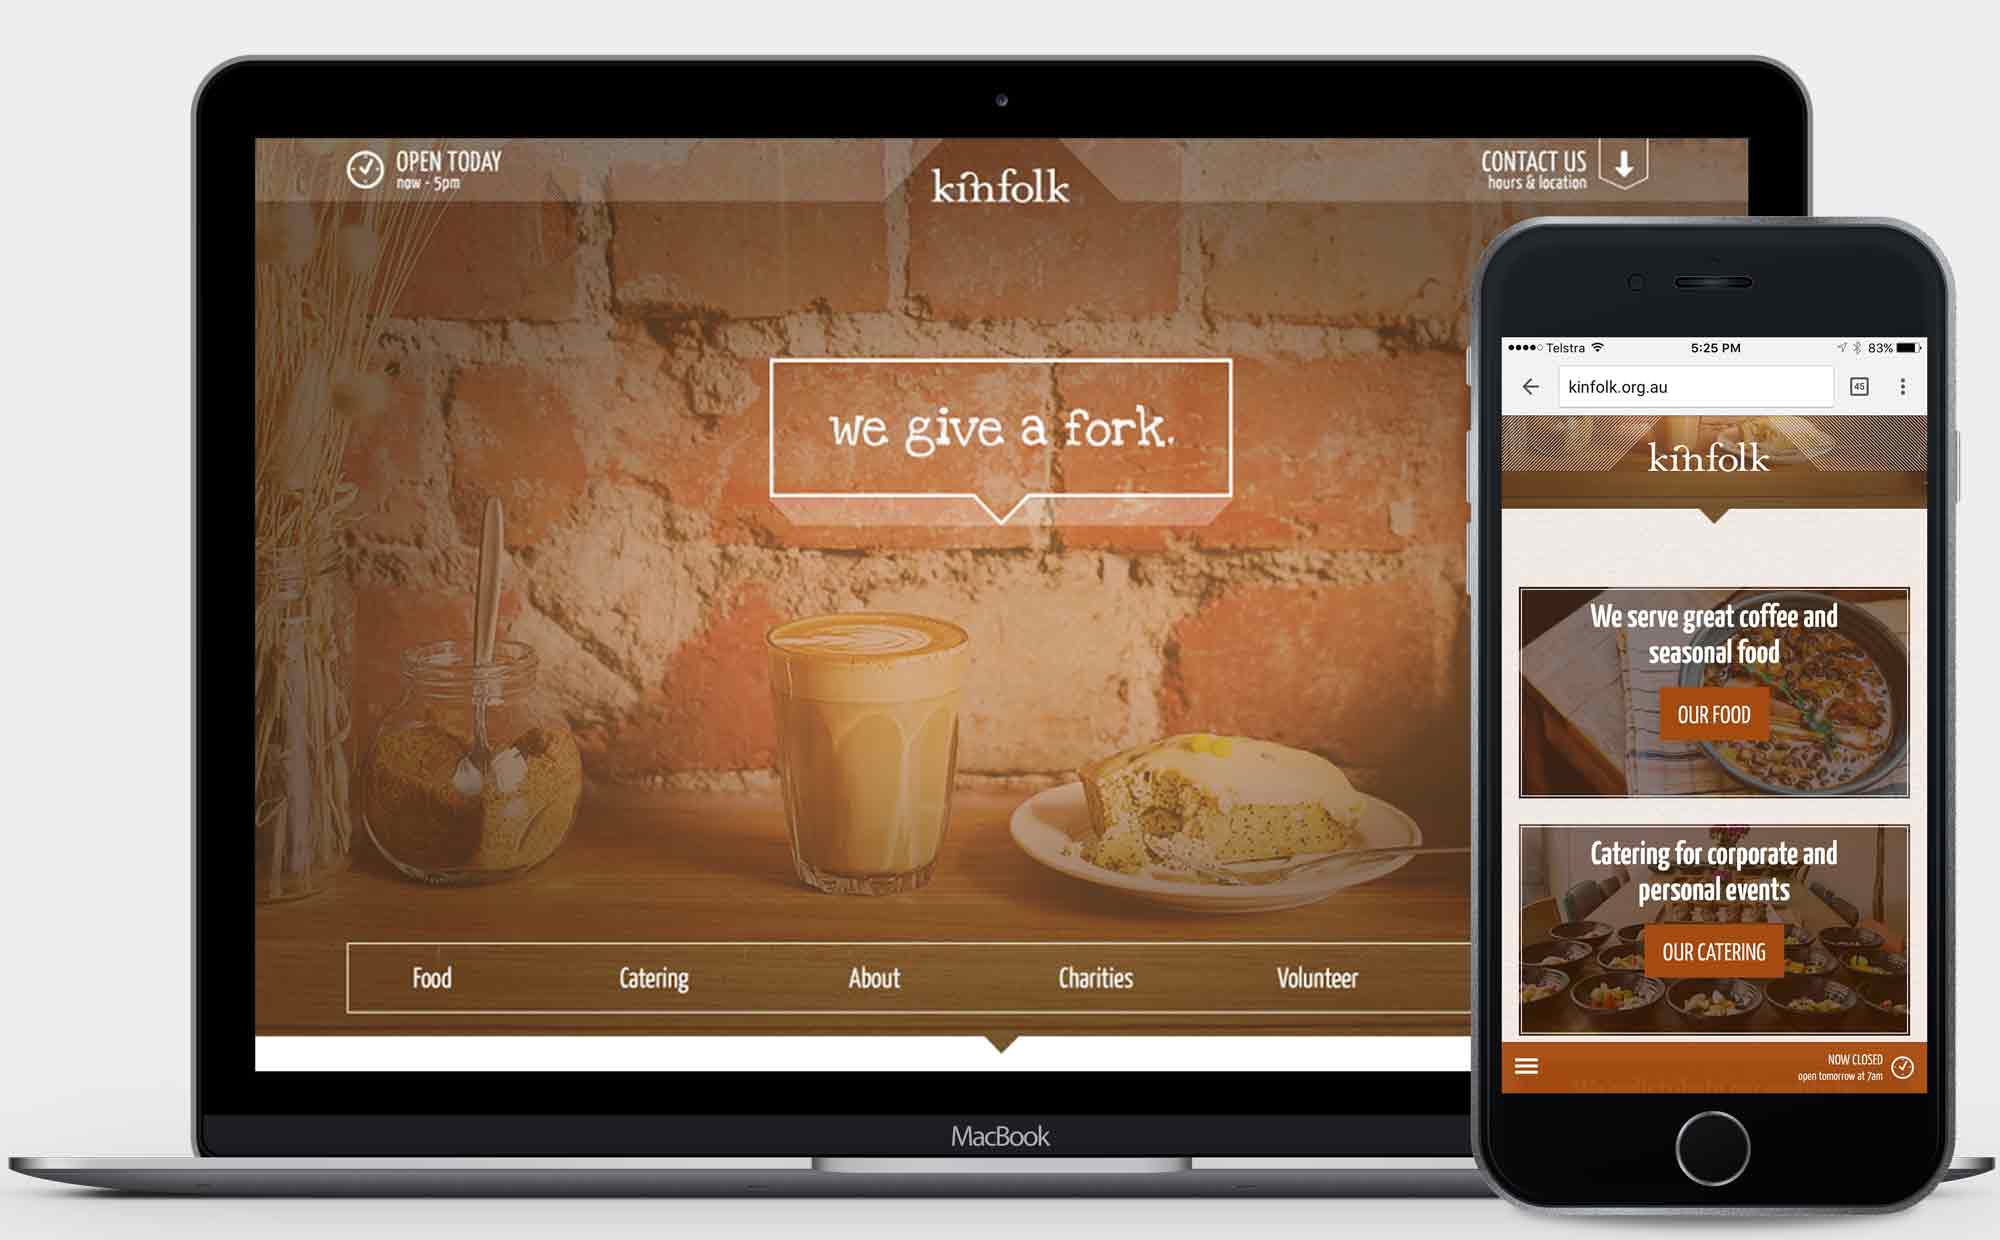 OPEN TODAY
now - 5pm
kinfolk
CONTACT US
hours & location
we give a fork.
Food
Catering
About
Charities
Volunteer
MacBook
Telstra
5:25 PM
83%
kinfolk.org.au
45
kinfolk
We serve great coffee and
seasonal food
OUR FOOD
Catering for corporate and
personal events
OUR CATERING
NOW CLOSED
open tomorrow at 7am